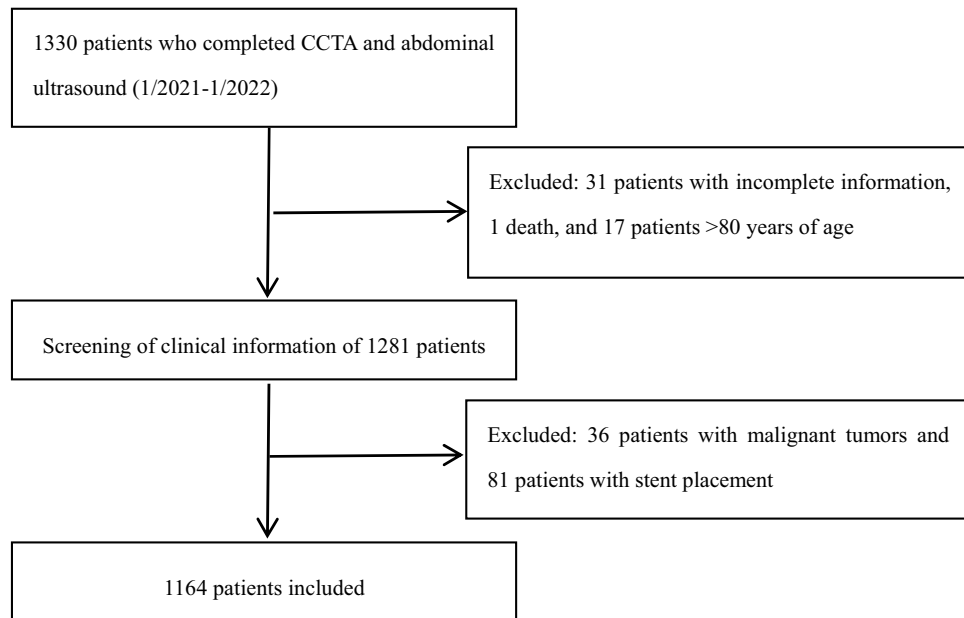 1330 patients who completed CCTA and abdominal
ultrasound (1/2021-1/2022)
Excluded: 31 patients with incomplete information,
1 death, and 17 patients >80 years of age
Screening of clinical information of 1281 patients
Excluded: 36 patients with malignant tumors and
81 patients with stent placement
1164 patients included